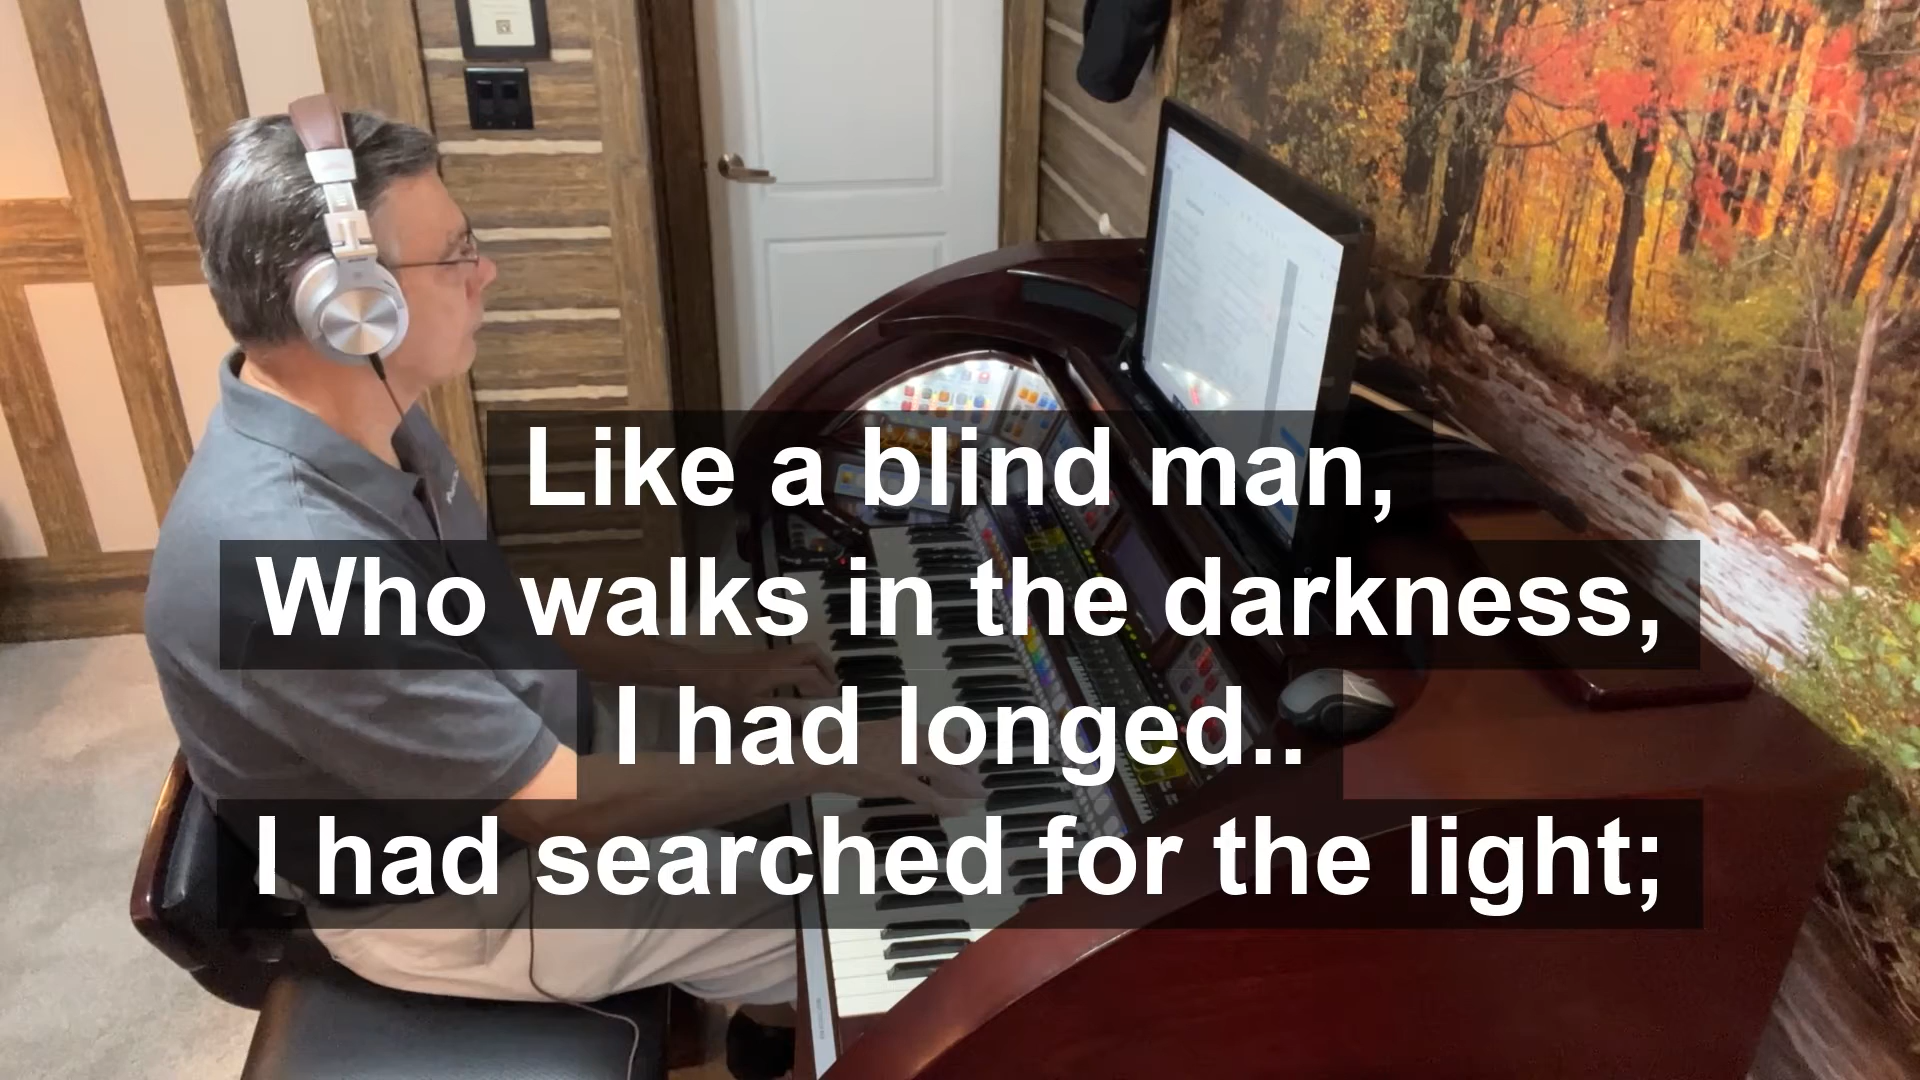 Like a blind man,
Who walks in the darkness,
I had longed..
I had searched for the light;